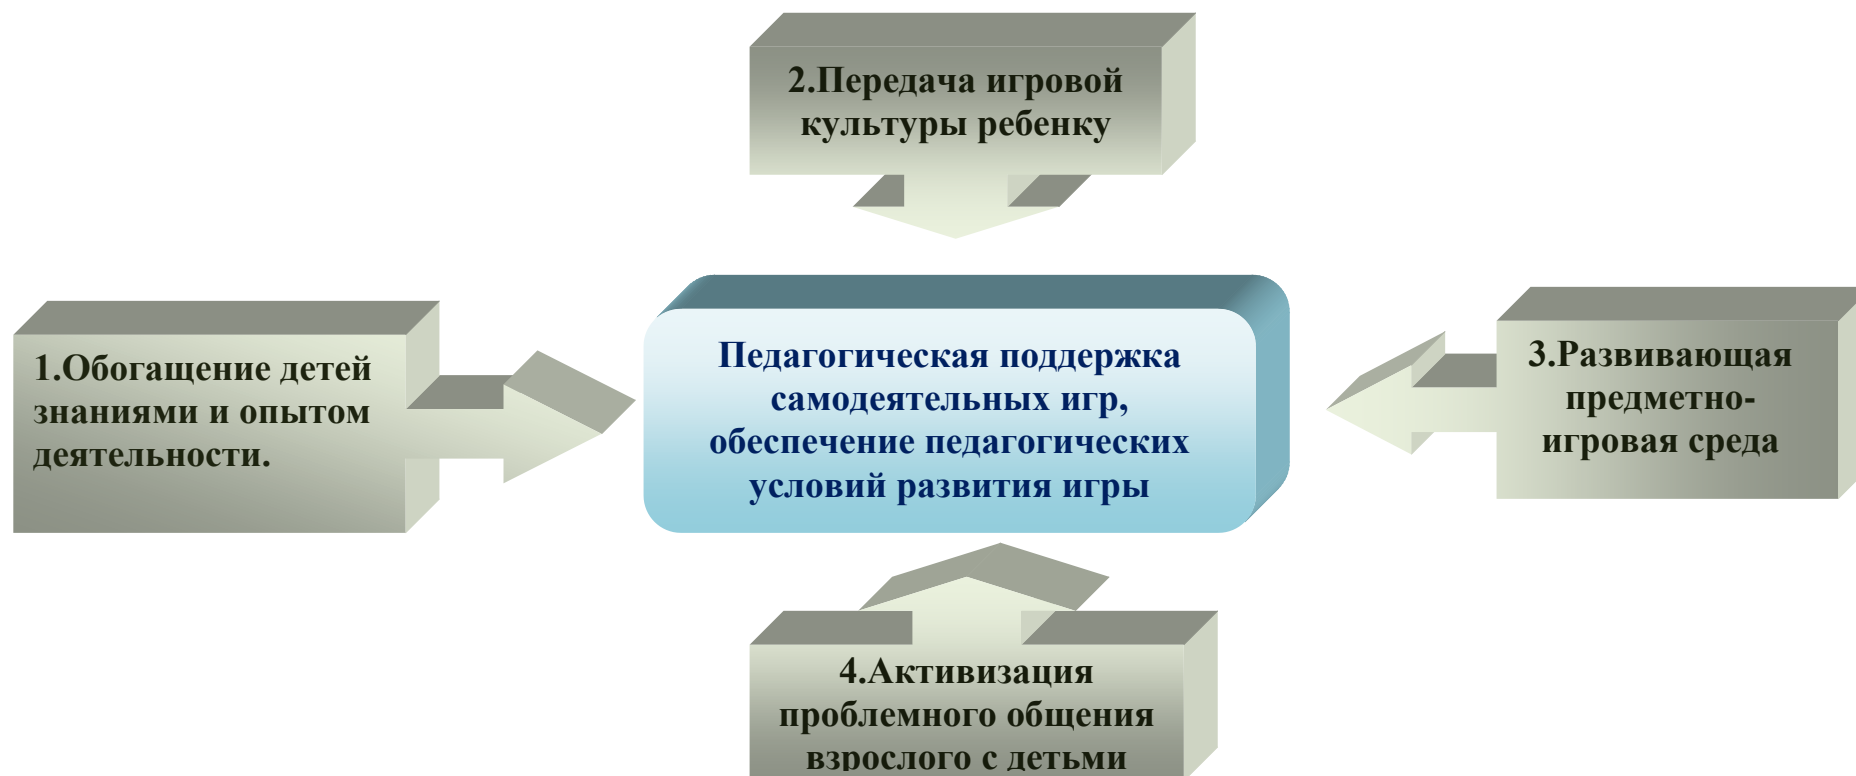 2.Передача игровой
культуры ребенку
1.Обогащение детей
знаниями и опытом
деятельности.
Педагогическая поддержка
самодеятельных игр,
обеспечение педагогических
условий развития игры
3.Развивающая
предметно-
игровая среда
4.Активизация
проблемного общения
взрослого с детьми